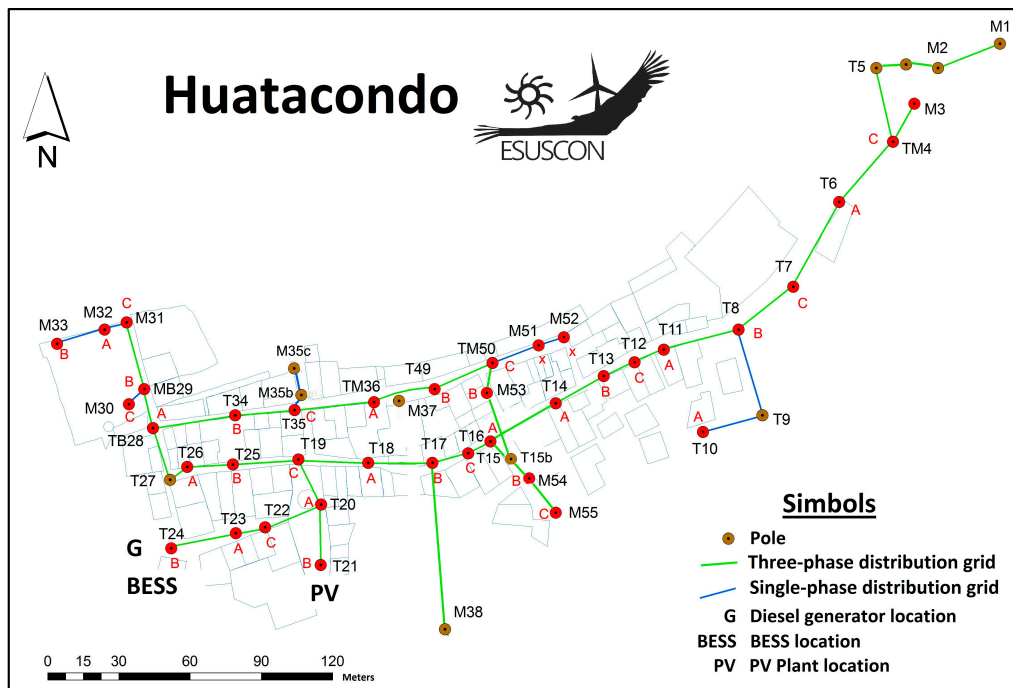 M1
M2
T5
M3
Huatacondo
C
TM4
N
ESUSCON
T6
A
T7
C
C
M33
M32
M31
M52
M51
T8
B
B
A
M35c
TM50
C
x
x
T12
T11
T13
T49
C
A
B
MB29
M35b
TM36
B
M53
B
T14
M30
C
A
T34
B
T35
C
A
M37
B
A
A
T9
TB28
T19
T16
A
T10
T26
T25
T18
T17
C
T15
T15b
T27
A
B
C
A
B
B
M54
T24
T23
T22
A
T20
C
M55
Simbols
G
B
A
C
Pole
BESS
B
T21
Three-phase distribution grid
PV
Single-phase distribution grid
M38
G Diesel generator location
BESS BESS location
PV PV Plant location
0 15 30 60 90 120
Meters